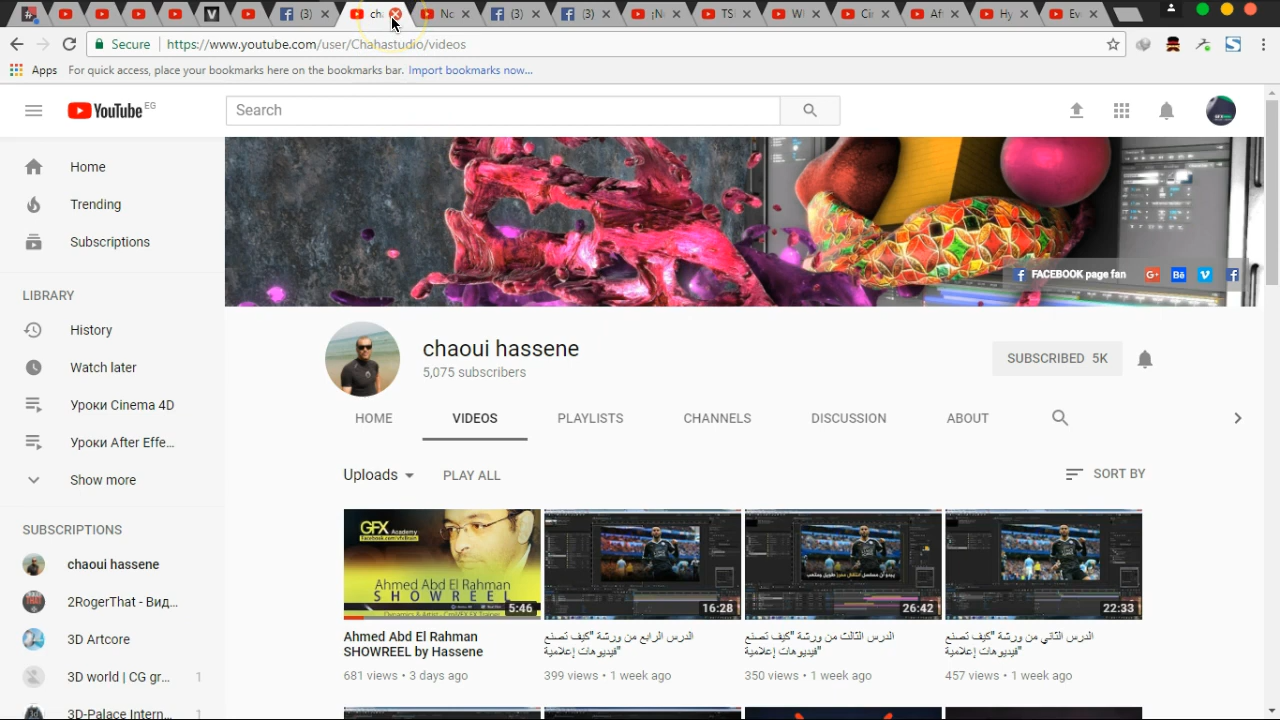 (3)
ch
No
(3)
(3)
¡N
TS
Wi
Cin
Aft
Hy
Eve
Secure
https://www.youtube.com/user/Chahastudio/videos
Apps
For quick access, place your bookmarks here on the bookmarks bar. Import bookmarks now...
YouTube EG
Search
Home
Trending
Subscriptions
LIBRARY
History
Watch later
Уроки Cinema 4D
Уроки After Effe...
Show more
SUBSCRIPTIONS
chaoui hassene
2RogerThat - Вид...
3D Artcore
3D world | CG gr... 1
3D-Palace Intern... 1
FACEBOOK page fan
G+ Bē
chaoui hassene
5,075 subscribers
SUBSCRIBED 5K
HOME VIDEOS PLAYLISTS CHANNELS DISCUSSION ABOUT
Uploads PLAY ALL SORT BY
GFX
Academy
Ahmed Abd El Rahman
SHOWREEL
5:46
Ahmed Abd El Rahman
SHOWREEL by Hassene
681 views • 3 days ago
16:28
الدرس الرابع من ورشة "كيف تصنع
فيديوهات إعلامية"
399 views • 1 week ago
26:42
الدرس الثالث من ورشة "كيف تصنع
فيديوهات إعلامية"
350 views • 1 week ago
22:33
الدرس الثاني من ورشة "كيف تصنع
فيديوهات إعلامية"
457 views • 1 week ago